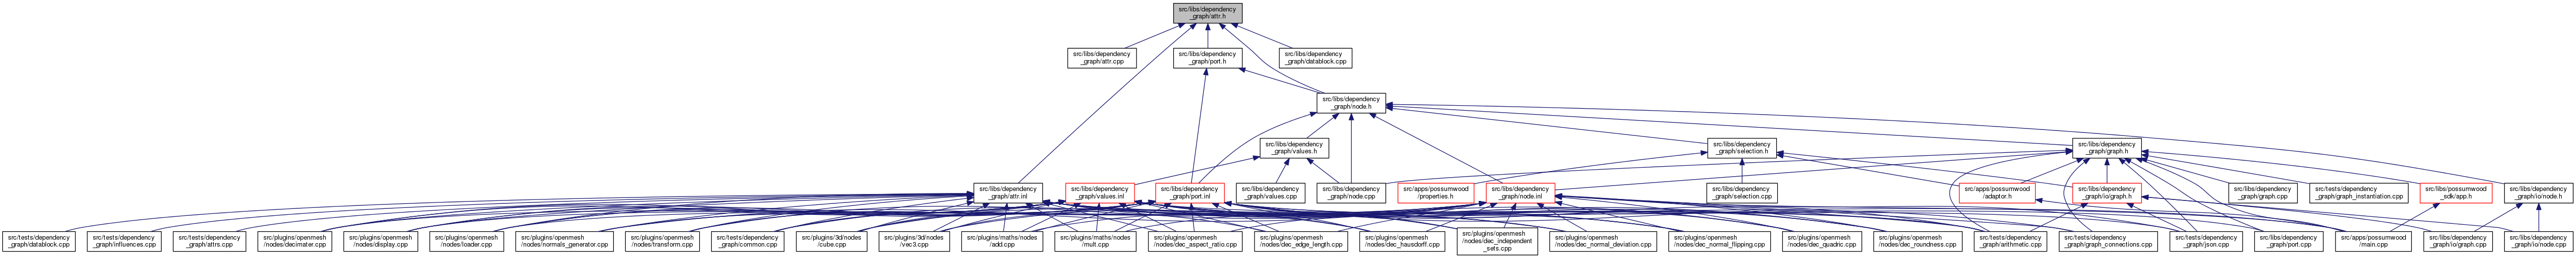 src/libs/dependency
_graph/attr.h
src/libs/dependency
_graph/attr.cpp
src/libs/dependency
_graph/port.h
src/libs/dependency
_graph/datablock.cpp
src/libs/dependency
_graph/node.h
src/libs/dependency
_graph/values.h
src/libs/dependency
_graph/selection.h
src/libs/dependency
_graph/graph.h
src/libs/dependency
_graph/attr.inl
src/libs/dependency
_graph/values.inl
src/libs/dependency
_graph/port.inl
src/libs/dependency
_graph/values.cpp
src/libs/dependency
_graph/node.cpp
src/apps/possumwood
/properties.h
src/libs/dependency
_graph/node.inl
src/libs/dependency
_graph/selection.cpp
src/apps/possumwood
/adaptor.h
src/libs/dependency
_graph/io/graph.h
src/libs/dependency
_graph/graph.cpp
src/tests/dependency
_graph/graph_instantiation.cpp
src/libs/possumwood
_sdk/app.h
src/libs/dependency
_graph/io/node.h
src/tests/dependency
_graph/datablock.cpp
src/tests/dependency
_graph/influences.cpp
src/tests/dependency
_graph/attrs.cpp
src/plugins/openmesh
/nodes/decimater.cpp
src/plugins/openmesh
/nodes/display.cpp
src/plugins/openmesh
/nodes/loader.cpp
src/plugins/openmesh
/nodes/normals_generator.cpp
src/plugins/openmesh
/nodes/transform.cpp
src/tests/dependency
_graph/common.cpp
src/plugins/3d/nodes
/cube.cpp
src/plugins/3d/nodes
/vec3.cpp
src/plugins/maths/nodes
/add.cpp
src/plugins/maths/nodes
/mult.cpp
src/plugins/openmesh
/nodes/dec_aspect_ratio.cpp
src/plugins/openmesh
/nodes/dec_edge_length.cpp
src/plugins/openmesh
/nodes/dec_hausdorff.cpp
src/plugins/openmesh
/nodes/dec_independent
_sets.cpp
src/plugins/openmesh
/nodes/dec_normal_deviation.cpp
src/plugins/openmesh
/nodes/dec_normal_flipping.cpp
src/plugins/openmesh
/nodes/dec_quadric.cpp
src/plugins/openmesh
/nodes/dec_roundness.cpp
src/tests/dependency
_graph/arithmetic.cpp
src/tests/dependency
_graph/graph_connections.cpp
src/tests/dependency
_graph/json.cpp
src/libs/dependency
_graph/port.cpp
src/apps/possumwood
/main.cpp
src/libs/dependency
_graph/io/graph.cpp
src/libs/dependency
_graph/io/node.cpp